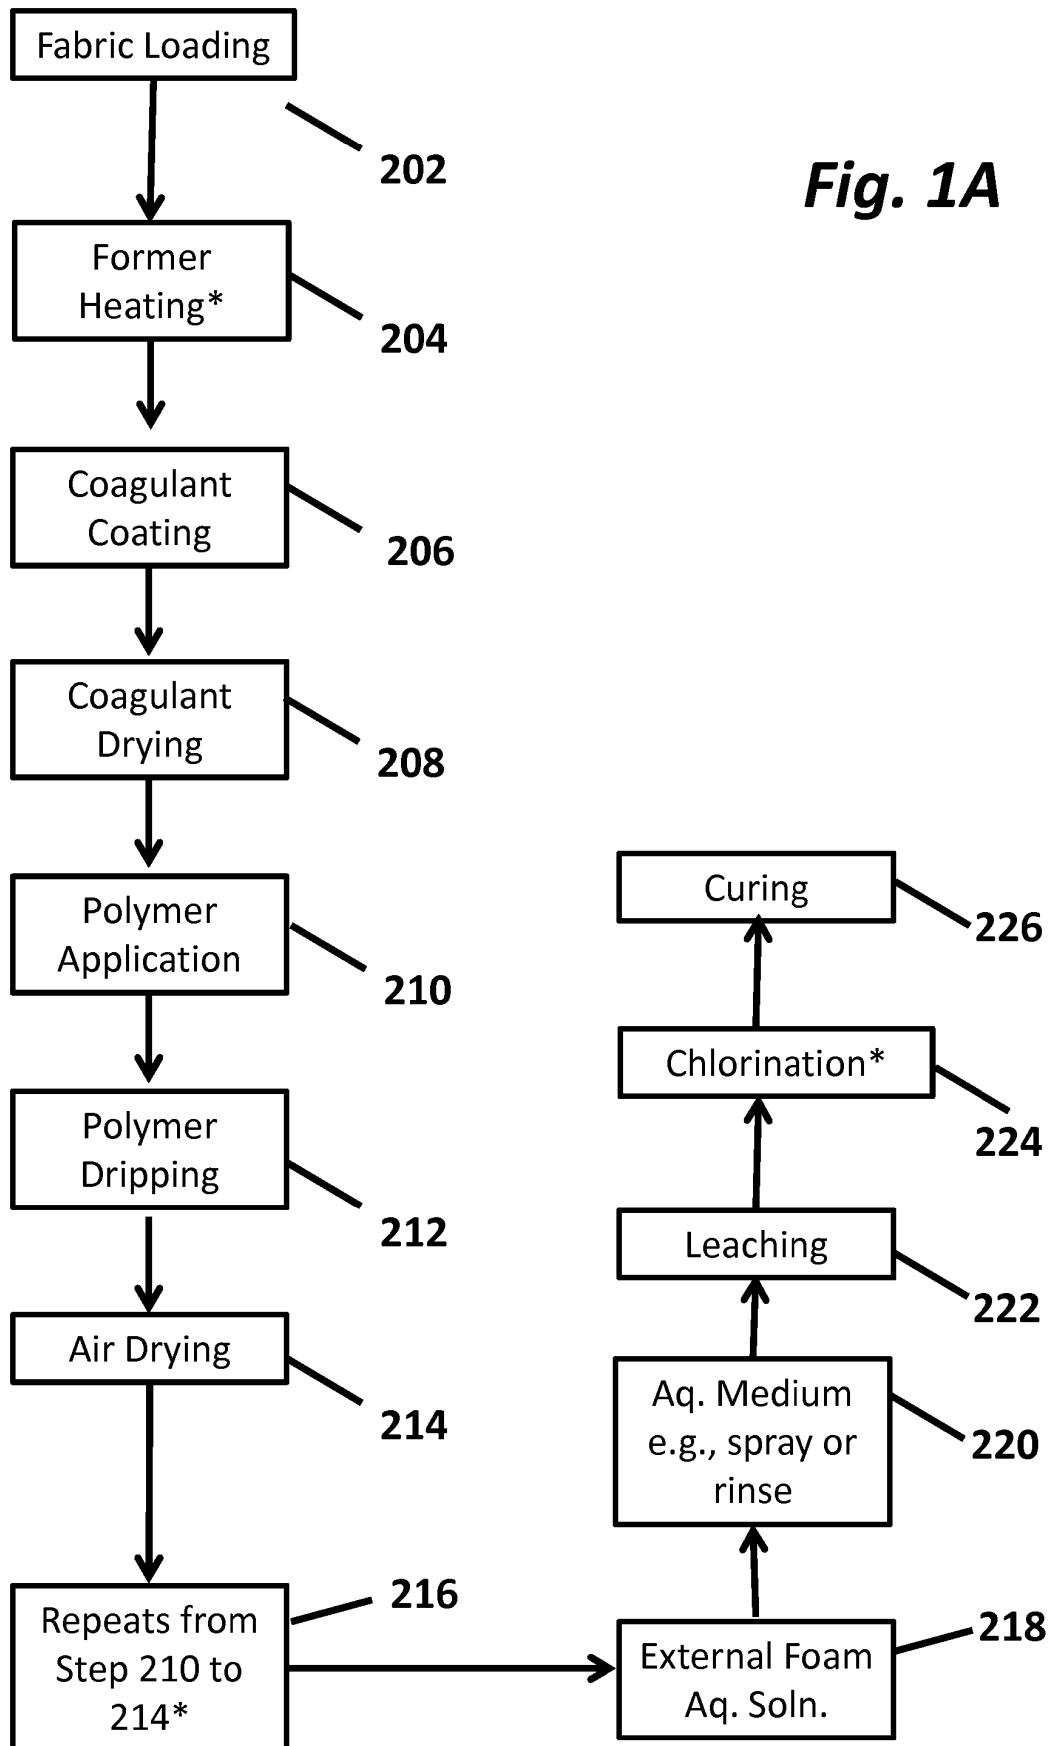 Fabric Loading
202
Fig. 1A
Former
Heating*
204
Coagulant
Coating
206
Coagulant
Drying
208
Polymer
Application
210
Polymer
Dripping
212
Air Drying
214
Repeats from
Step 210 to
214*
216
External Foam
Aq. Soln.
218
Aq. Medium
e.g., spray or
rinse
220
Leaching
222
Chlorination*
224
Curing
226